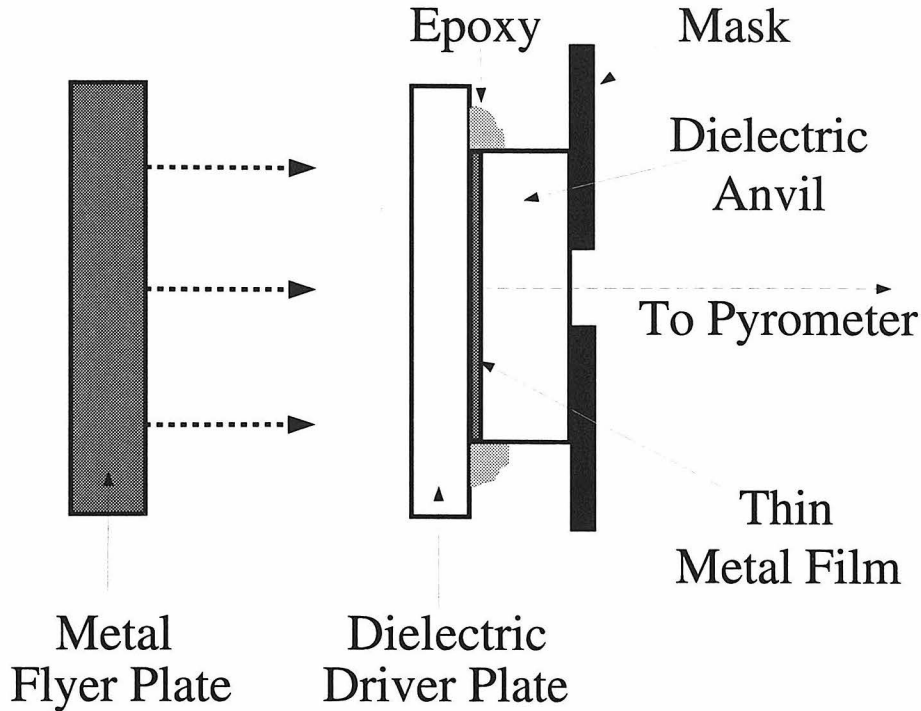 Epoxy
Mask
Dielectric
Anvil
To Pyrometer
Thin
Metal Film
Metal
Flyer Plate
Dielectric
Driver Plate